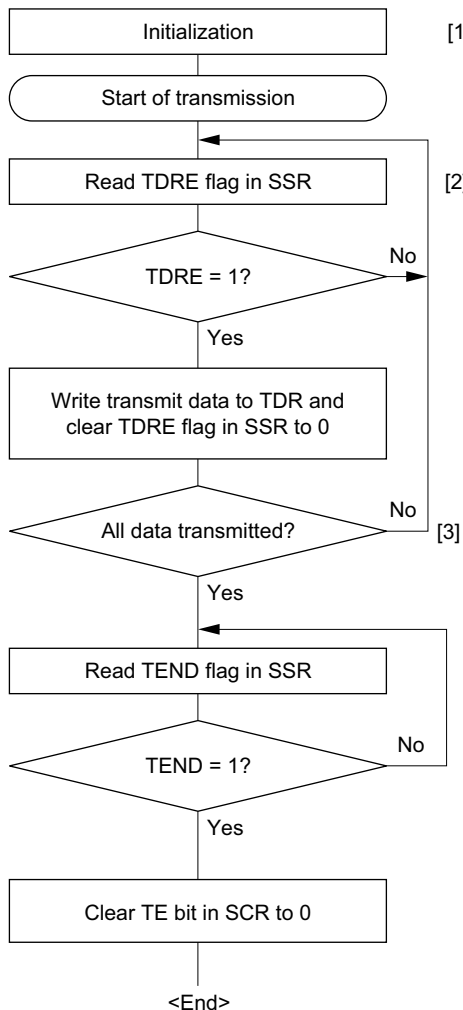 Initialization
[1
Start of transmission
Read TDRE flag in SSR
[2]
No
TDRE = 1?
Yes
Write transmit data to TDR and
clear TDRE flag in SSR to 0
No
All data transmitted?
[3]
Yes
Read TEND flag in SSR
No
TEND = 1?
Yes
Clear TE bit in SCR to 0
<End>